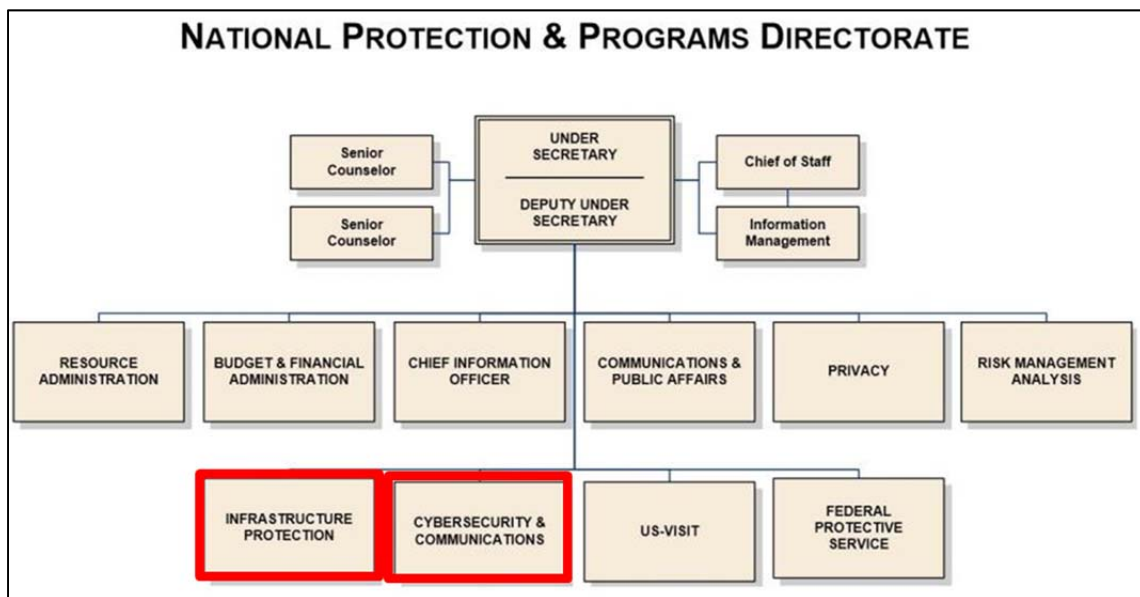 NATIONAL PROTECTION & PROGRAMS DIRECTORATE
Senior
Counselor
UNDER
SECRETARY
DEPUTY UNDER
SECRETARY
Chief of Staff
Senior
Counselor
Information
Management
RESOURCE
ADMINISTRATION
BUDGET & FINANCIAL
ADMINISTRATION
CHIEF INFORMATION
OFFICER
COMMUNICATIONS &
PUBLIC AFFAIRS
PRIVACY
RISK MANAGEMENT
ANALYSIS
INFRASTRUCTURE
PROTECTION
CYBERSECURITY &
COMMUNICATIONS
US-VISIT
FEDERAL
PROTECTIVE
SERVICE